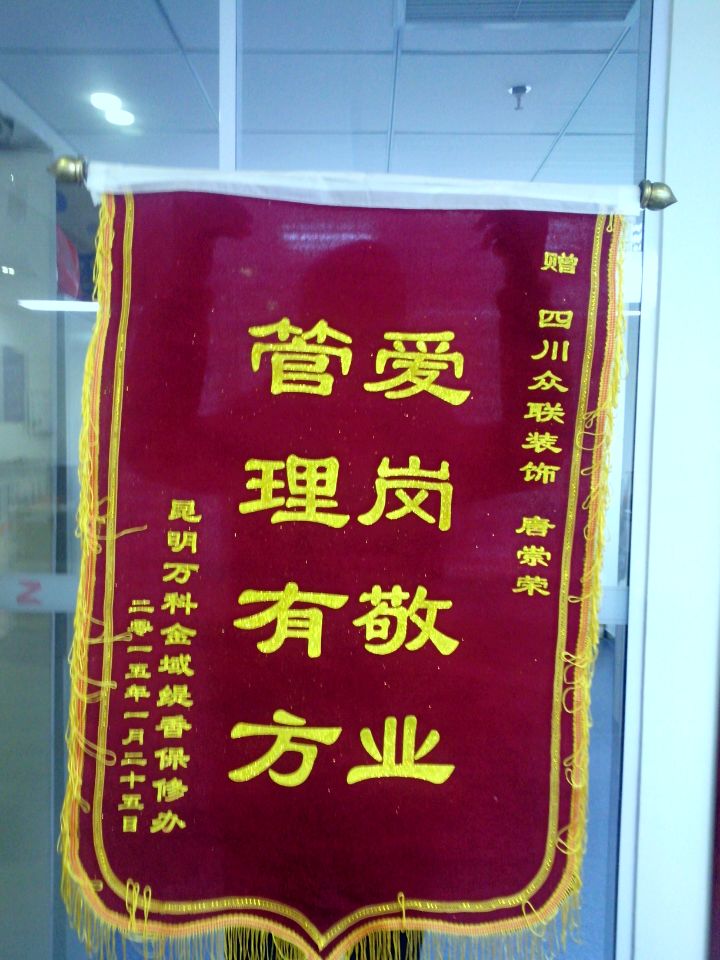 赠 四川众联装饰 唐崇荣
爱岗敬业
管理有方
昆明万科金域缇香保修办
二零一五年一月二十五日